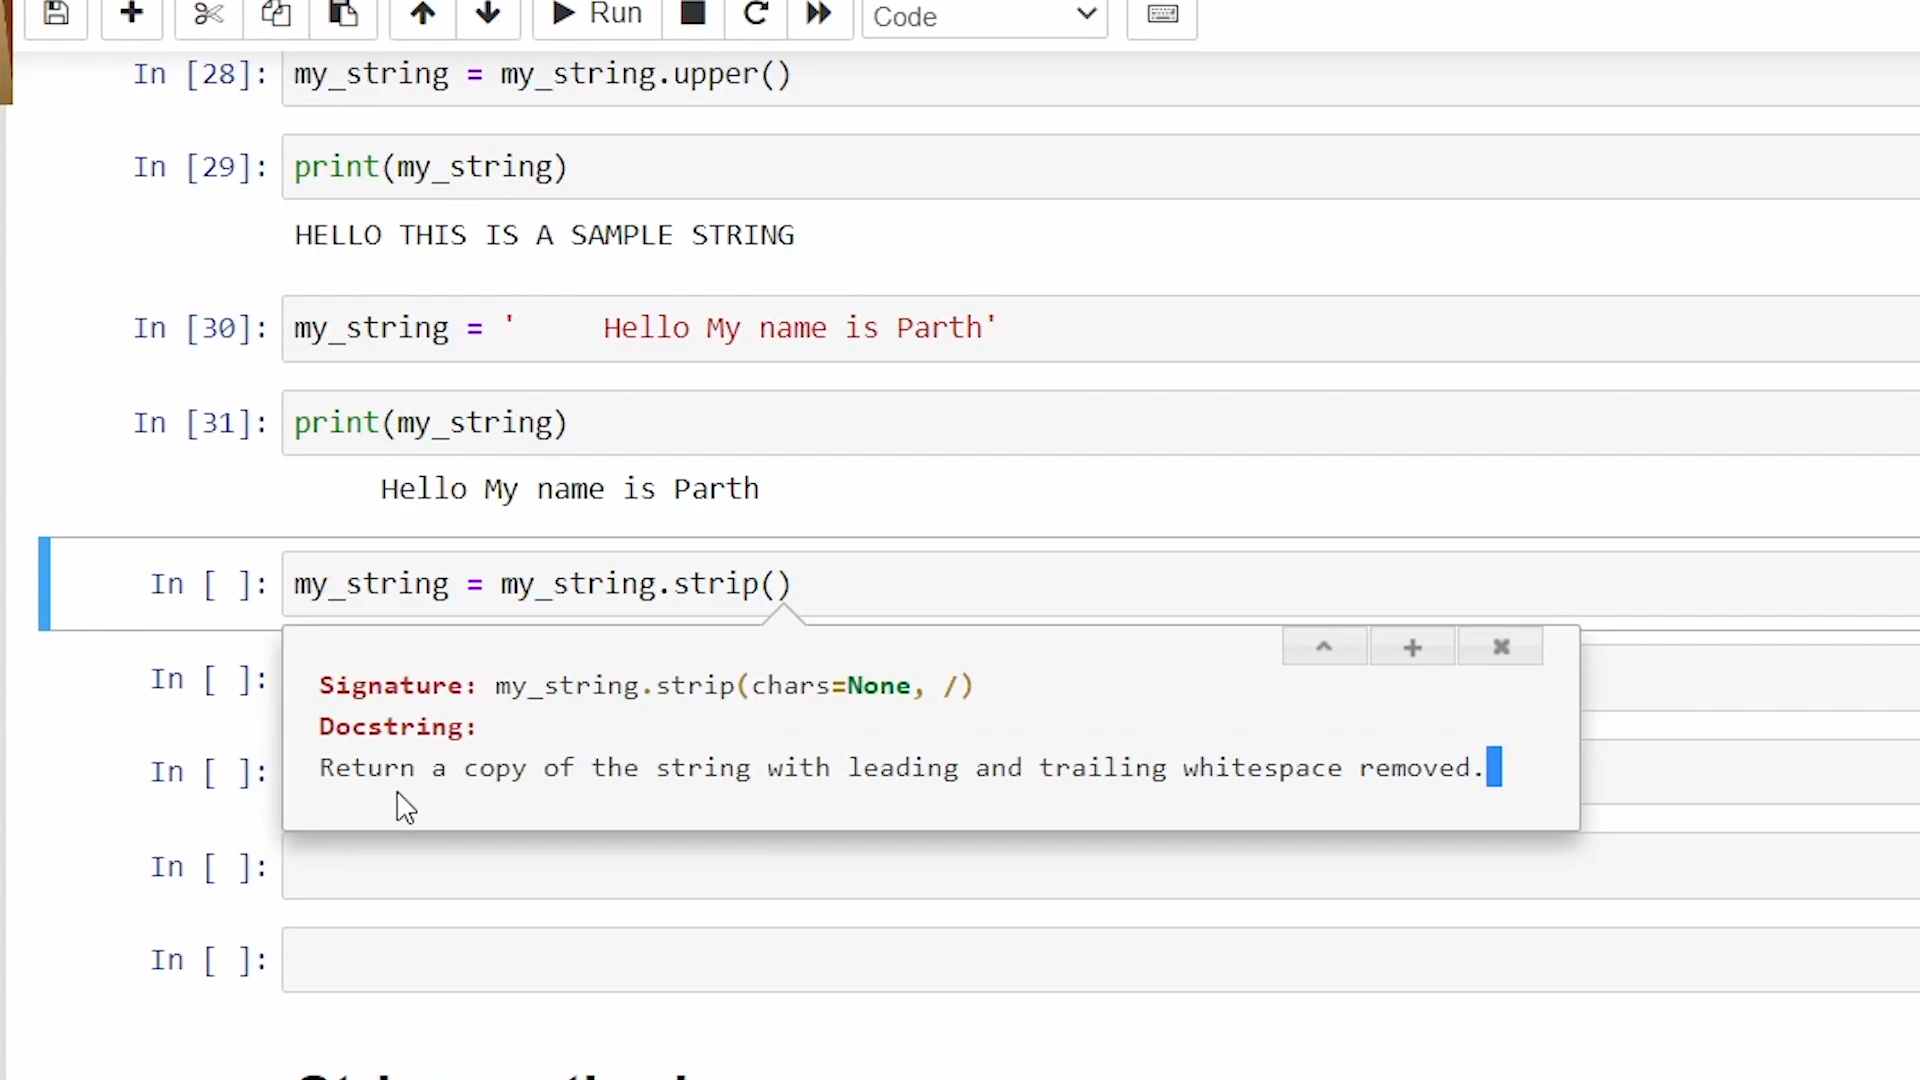 Run
Code
In [28]: my_string = my_string.upper()
In [29]: print(my_string)
HELLO THIS IS A SAMPLE STRING
In [30]: my_string = '     Hello My name is Parth'
In [31]: print(my_string)
     Hello My name is Parth
In [ ]: my_string = my_string.strip()
Signature: my_string.strip(chars=None, /)
In [ ]:
Docstring:
Return a copy of the string with leading and trailing whitespace removed.
In [ ]:
In [ ]:
In [ ]: